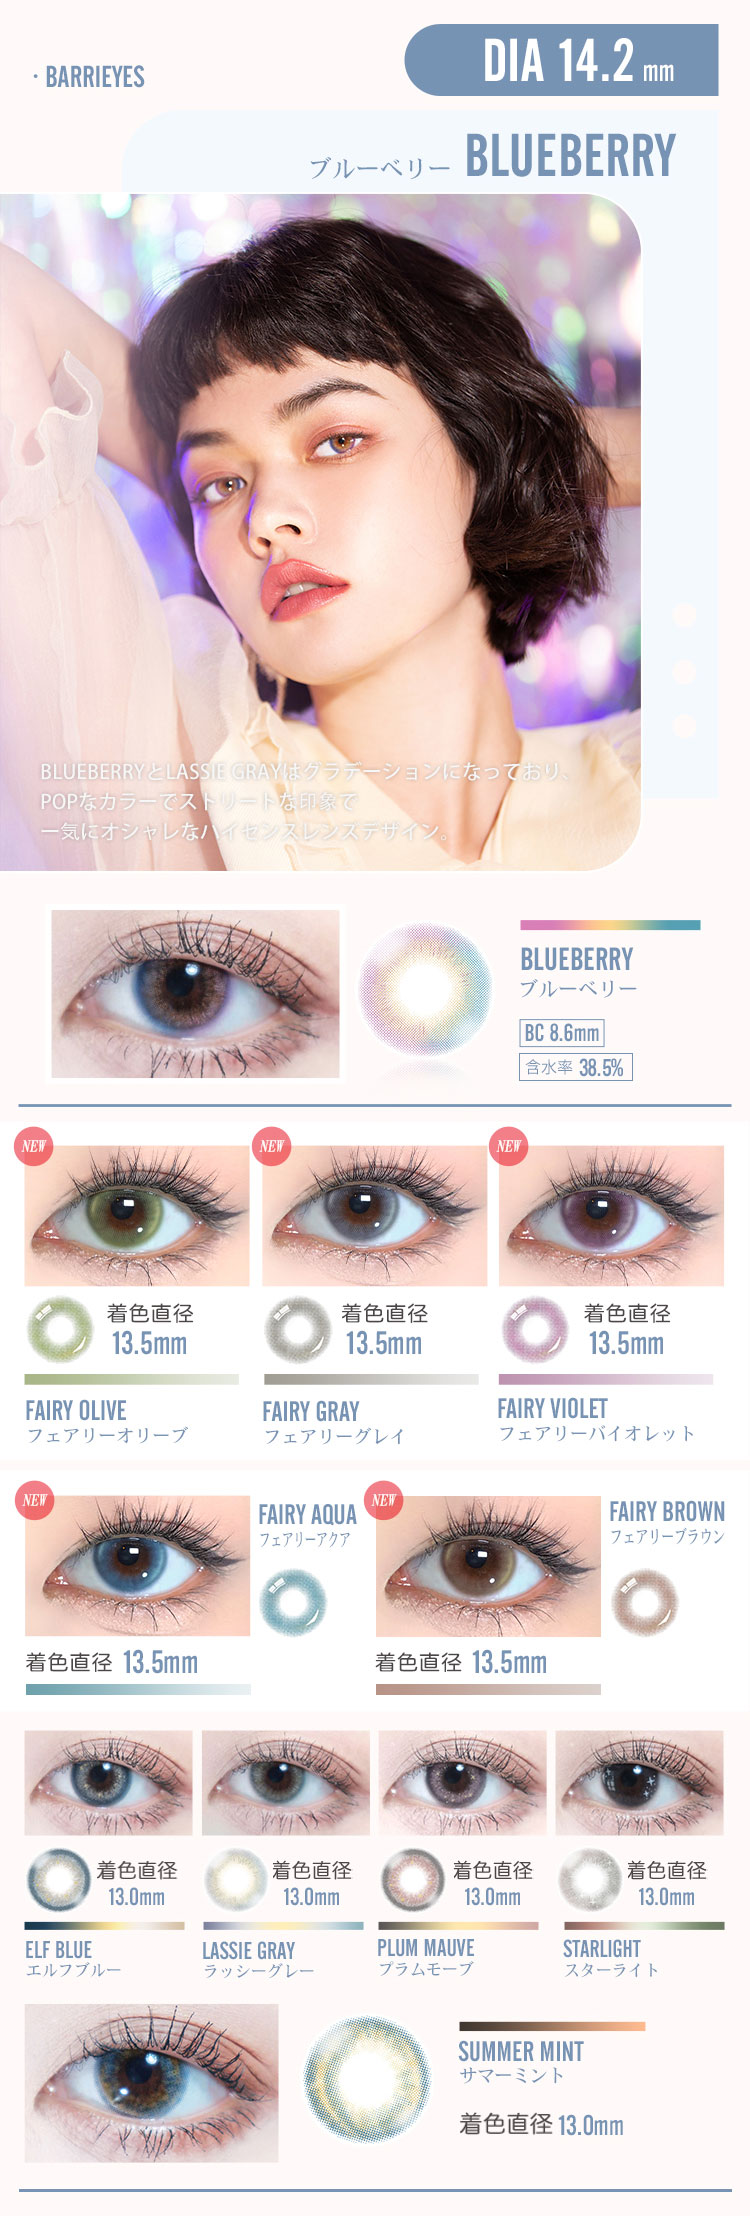 · BARRIEYES
DIA 14.2 mm
ブルーベリー BLUEBERRY
BLUEBERRYとLASSIE GRAYはグラデーションになっており、
POPなカラーでストリートな印象で
一気にオシャレなハイセンスレンズデザイン。
BLUEBERRY
ブルーベリー
BC 8.6mm
含水率 38.5%
NEW
NEW
NEW
着色直径
13.5mm
着色直径
13.5mm
着色直径
13.5mm
FAIRY OLIVE
フェアリーオリーブ
FAIRY GRAY
フェアリーグレイ
FAIRY VIOLET
フェアリーバイオレット
NEW
FAIRY AQUA
フェアリーアクア
着色直径 13.5mm
NEW
FAIRY BROWN
フェアリーブラウン
着色直径 13.5mm
着色直径
13.0mm
着色直径
13.0mm
着色直径
13.0mm
着色直径
13.0mm
ELF BLUE
エルフブルー
LASSIE GRAY
ラッシーグレー
PLUM MAUVE
プラムモーブ
STARLIGHT
スターライト
SUMMER MINT
サマーミント
着色直径 13.0mm